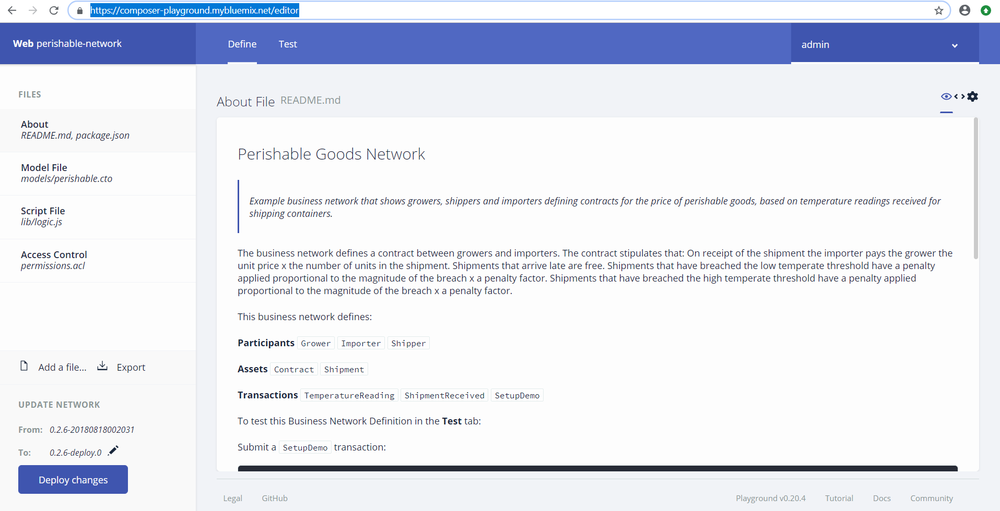 https://composer-playground.mybluemix.net/editor
Web perishable-network
Define
Test
admin
FILES
About
README.md, package.json
Model File
models/perishable.cto
Script File
lib/logic.js
Access Control
permissions.acl
Add a file...
Export
UPDATE NETWORK
From: 0.2.6-20180818002031
To: 0.2.6-deploy.0
Deploy changes
About File README.md
Perishable Goods Network
Example business network that shows growers, shippers and importers defining contracts for the price of perishable goods, based on temperature readings received for
shipping containers.
The business network defines a contract between growers and importers. The contract stipulates that: On receipt of the shipment the importer pays the grower the
unit price x the number of units in the shipment. Shipments that arrive late are free. Shipments that have breached the low temperate threshold have a penalty
applied proportional to the magnitude of the breach x a penalty factor. Shipments that have breached the high temperate threshold have a penalty applied
proportional to the magnitude of the breach x a penalty factor.
This business network defines:
Participants Grower Importer Shipper
Assets Contract Shipment
Transactions TemperatureReading ShipmentReceived SetupDemo
To test this Business Network Definition in the Test tab:
Submit a SetupDemo transaction:
Legal
GitHub
Playground v0.20.4
Tutorial
Docs
Community